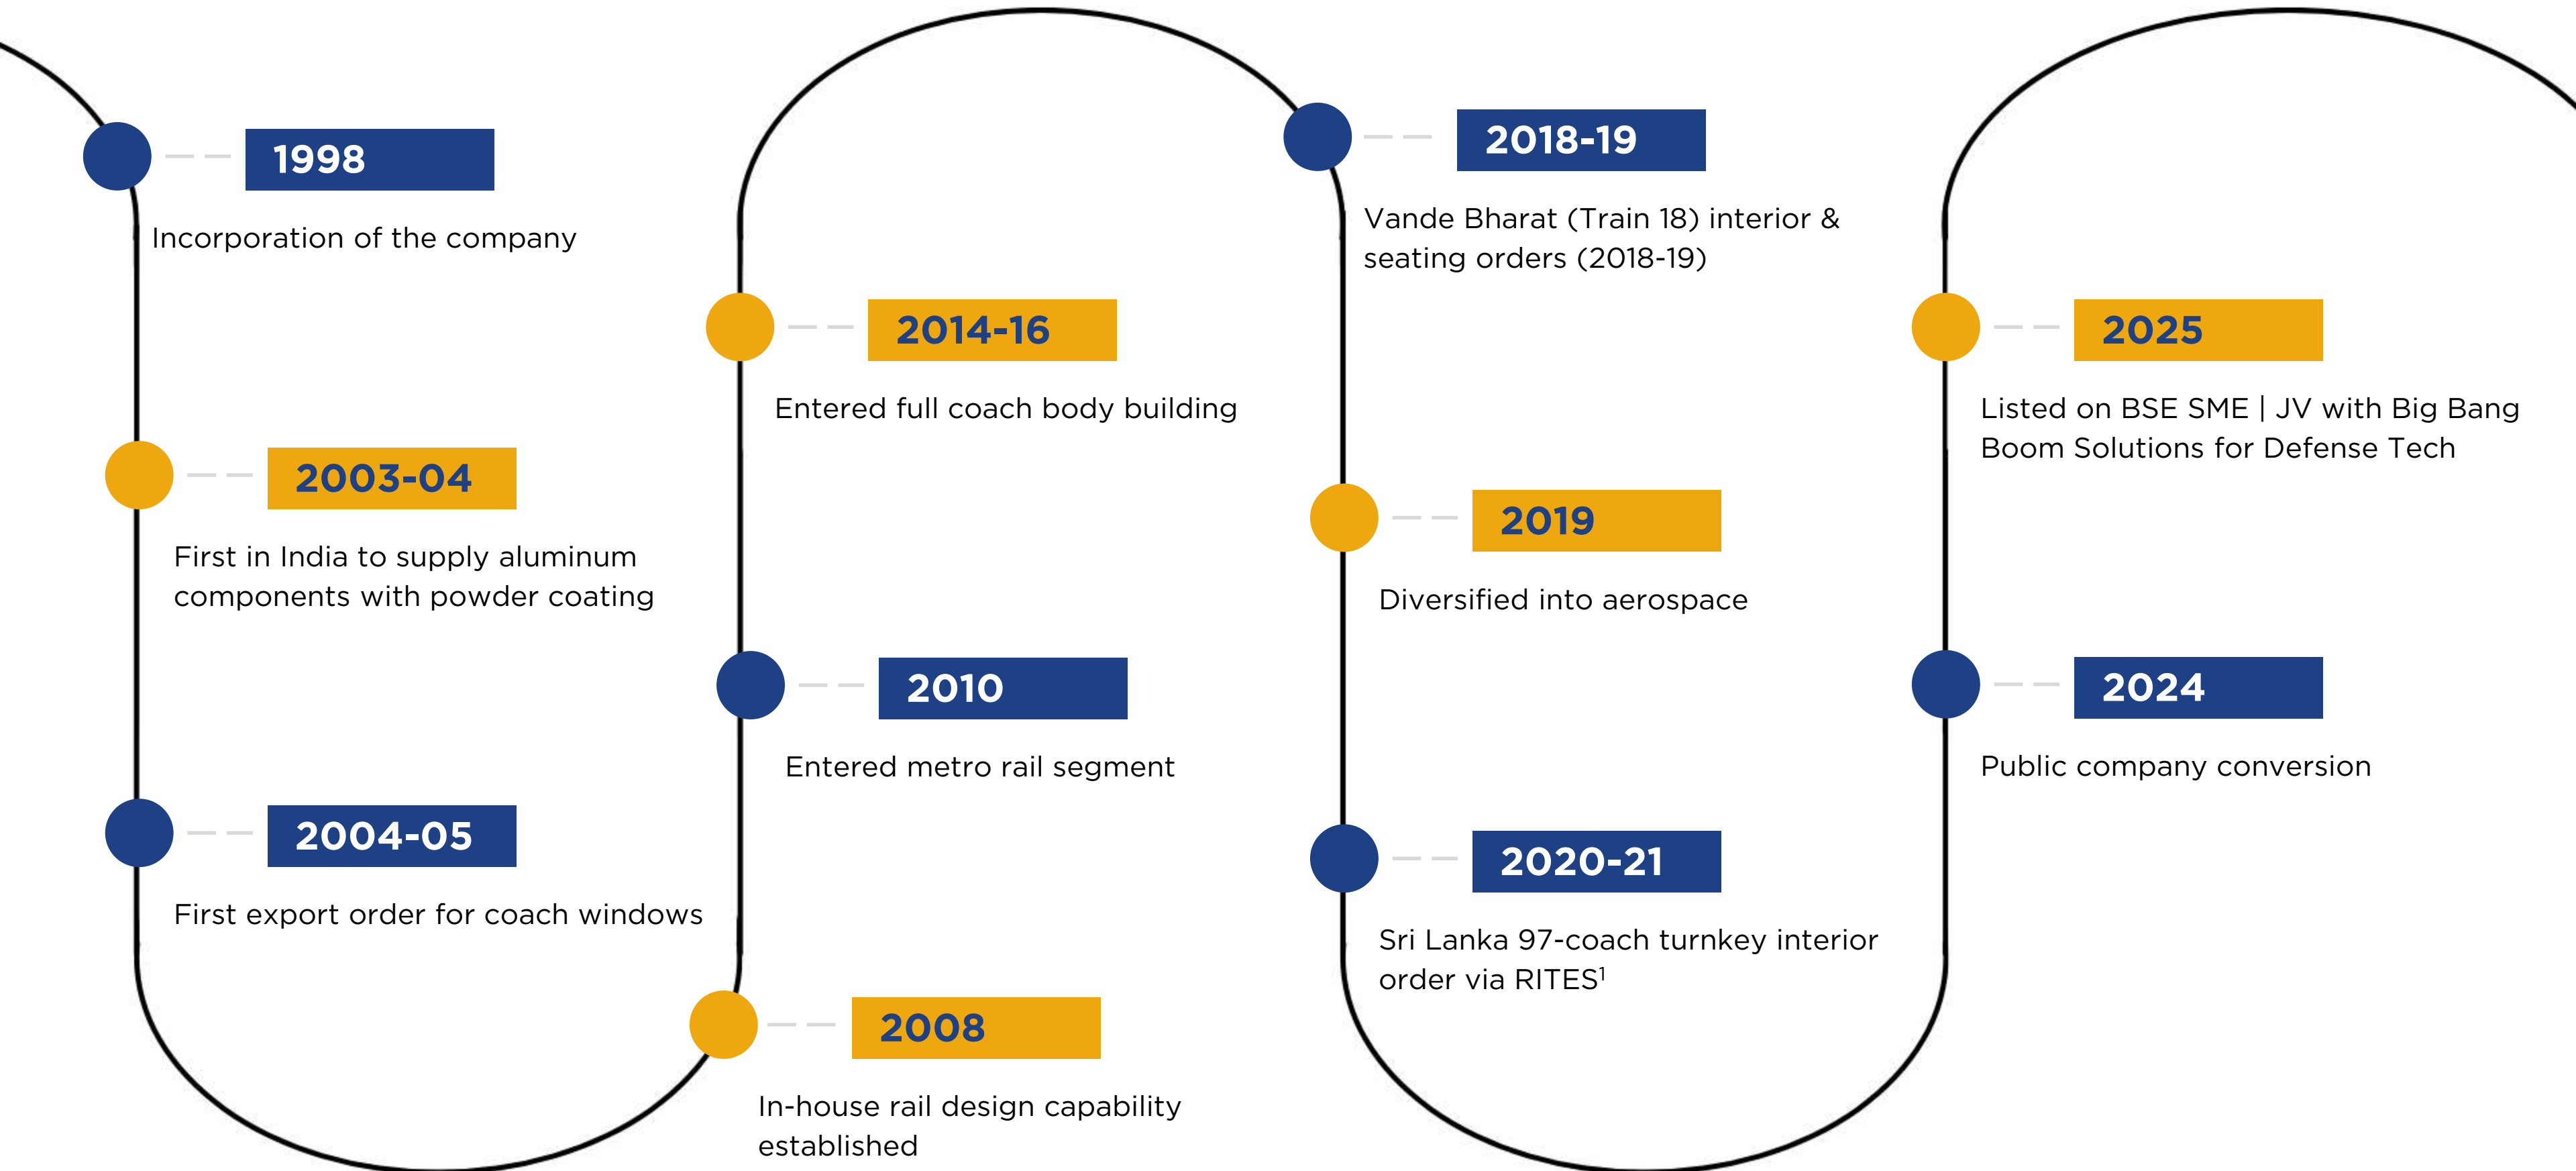 1998
Incorporation of the company
2003-04
First in India to supply aluminum
components with powder coating
2004-05
First export order for coach windows
2008
In-house rail design capability
established
2010
Entered metro rail segment
2014-16
Entered full coach body building
2018-19
Vande Bharat (Train 18) interior &
seating orders (2018-19)
2019
Diversified into aerospace
2020-21
Sri Lanka 97-coach turnkey interior
order via RITES¹
2024
Public company conversion
2025
Listed on BSE SME | JV with Big Bang
Boom Solutions for Defense Tech